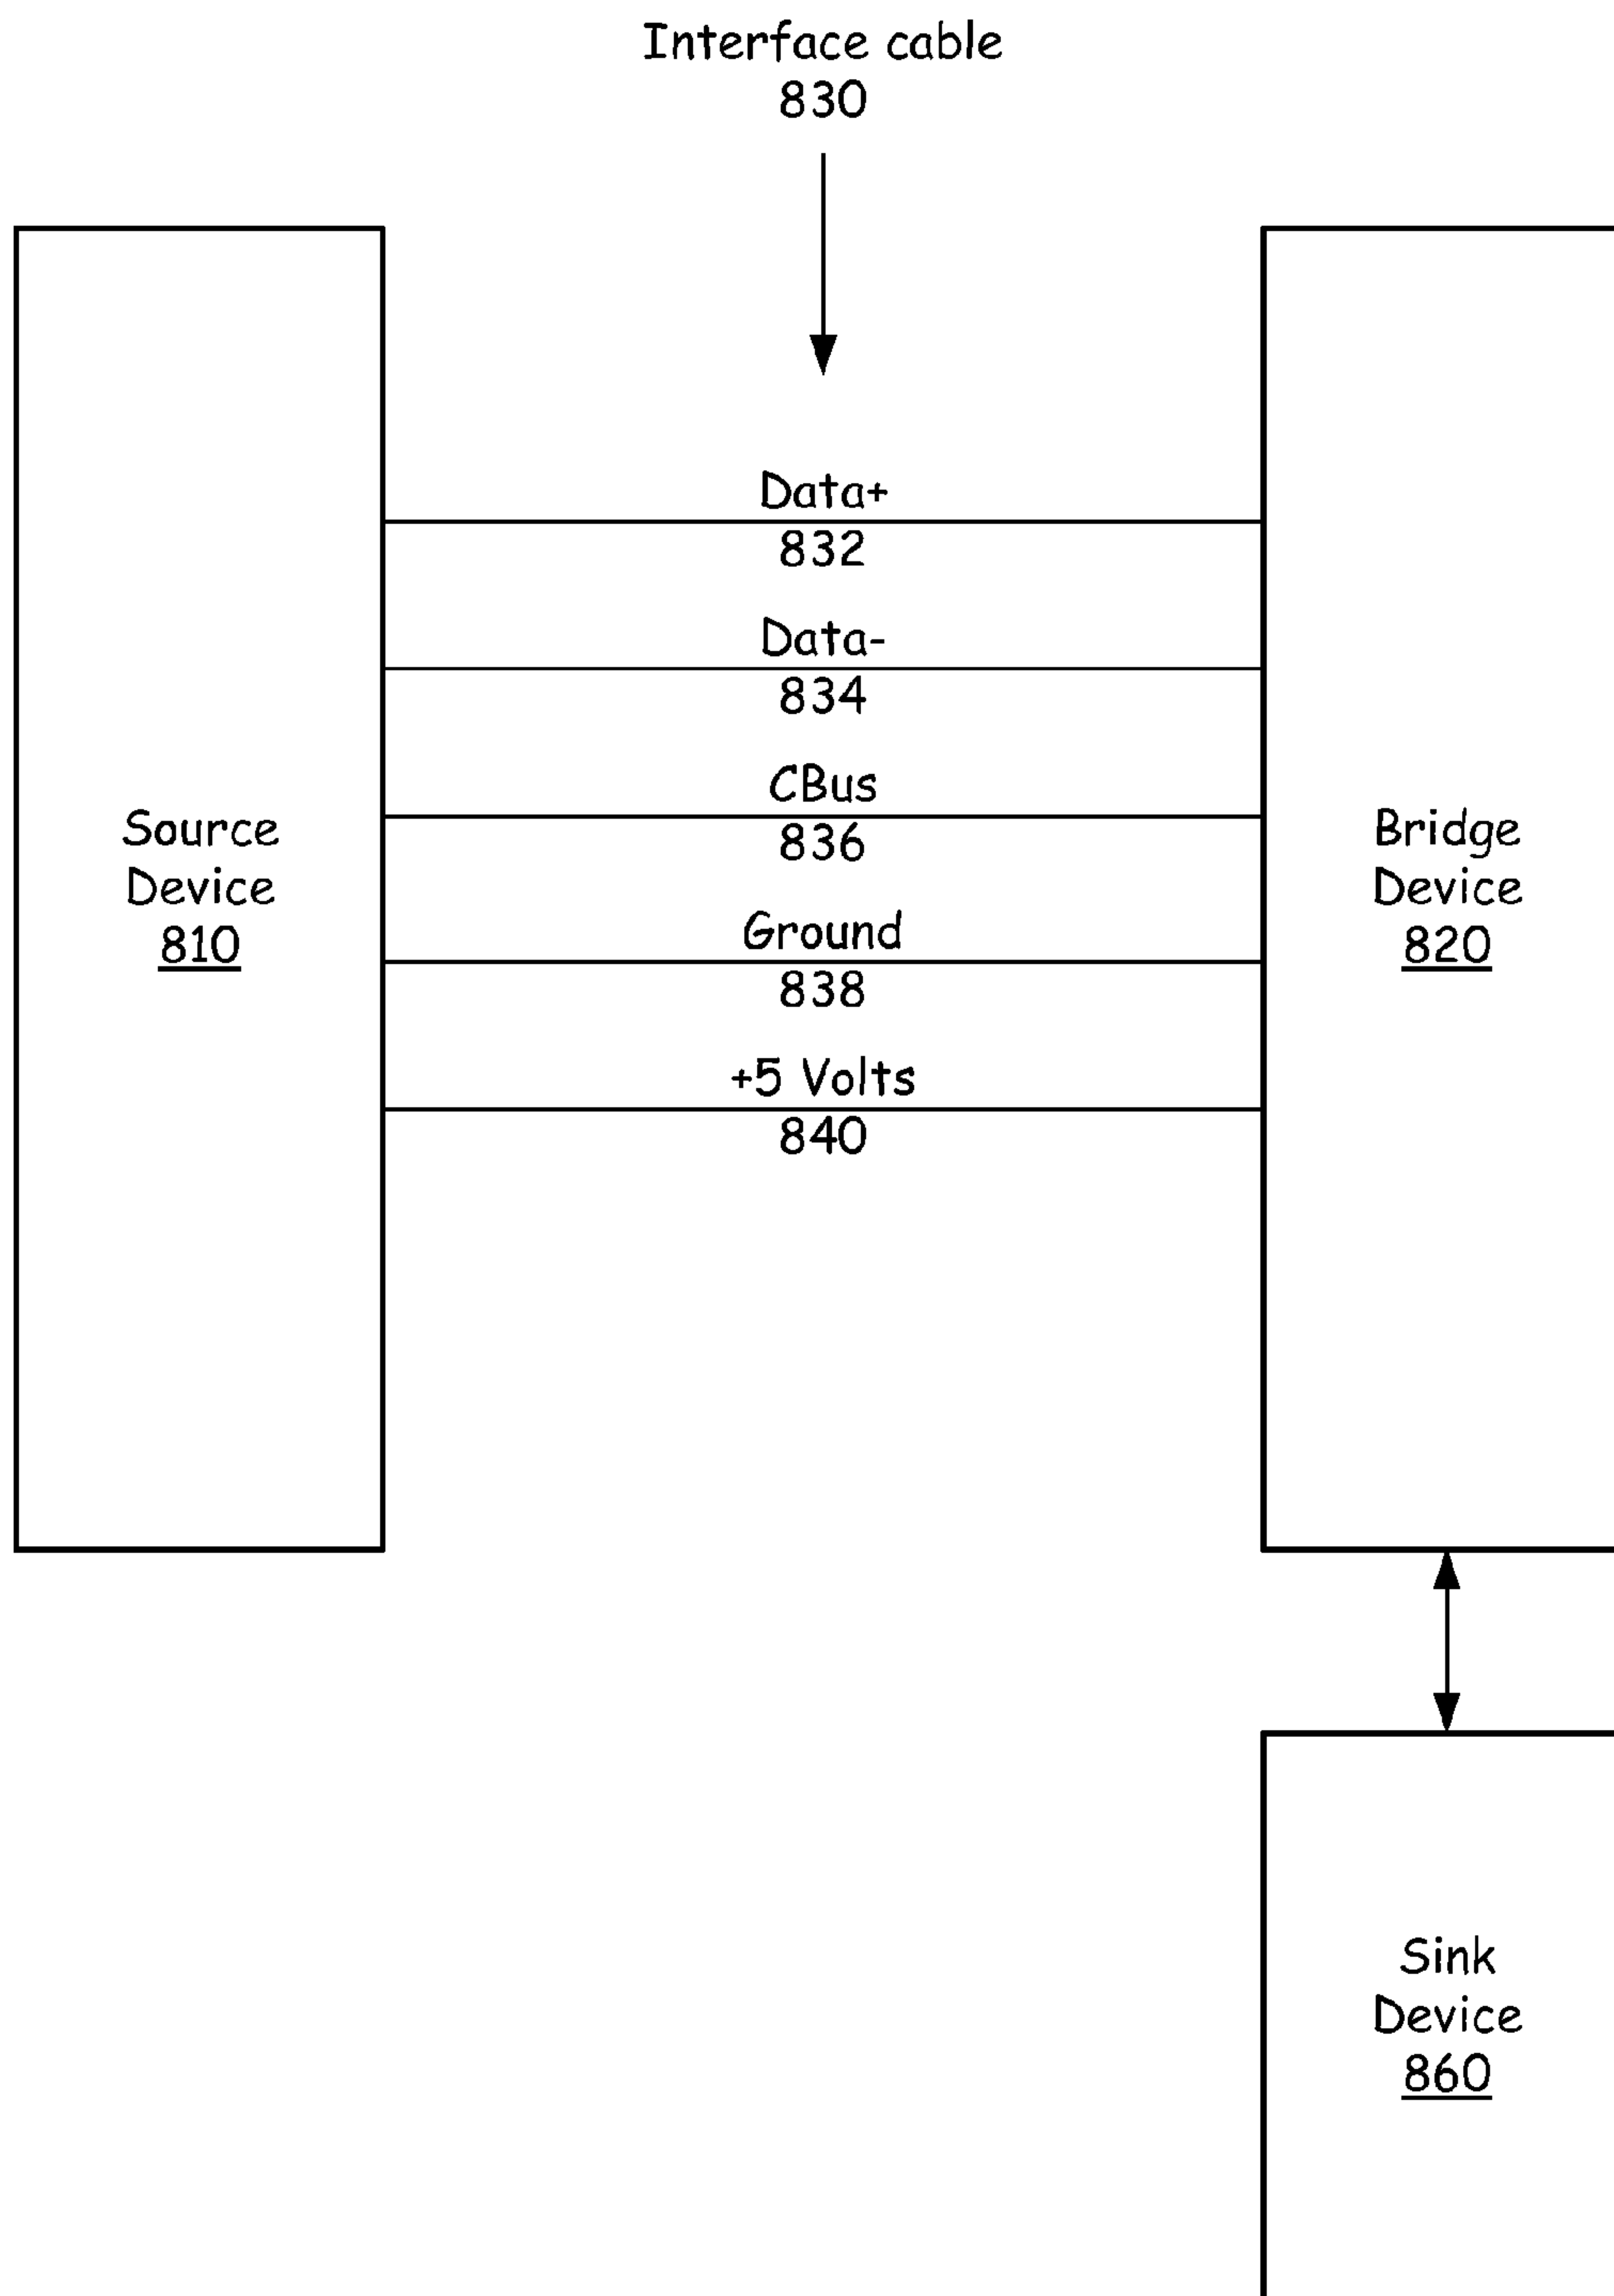 Interface cable
830
Data+
832
Data-
834
CBus
836
Ground
838
+5 Volts
840
Source
Device
810
Bridge
Device
820
Sink
Device
860